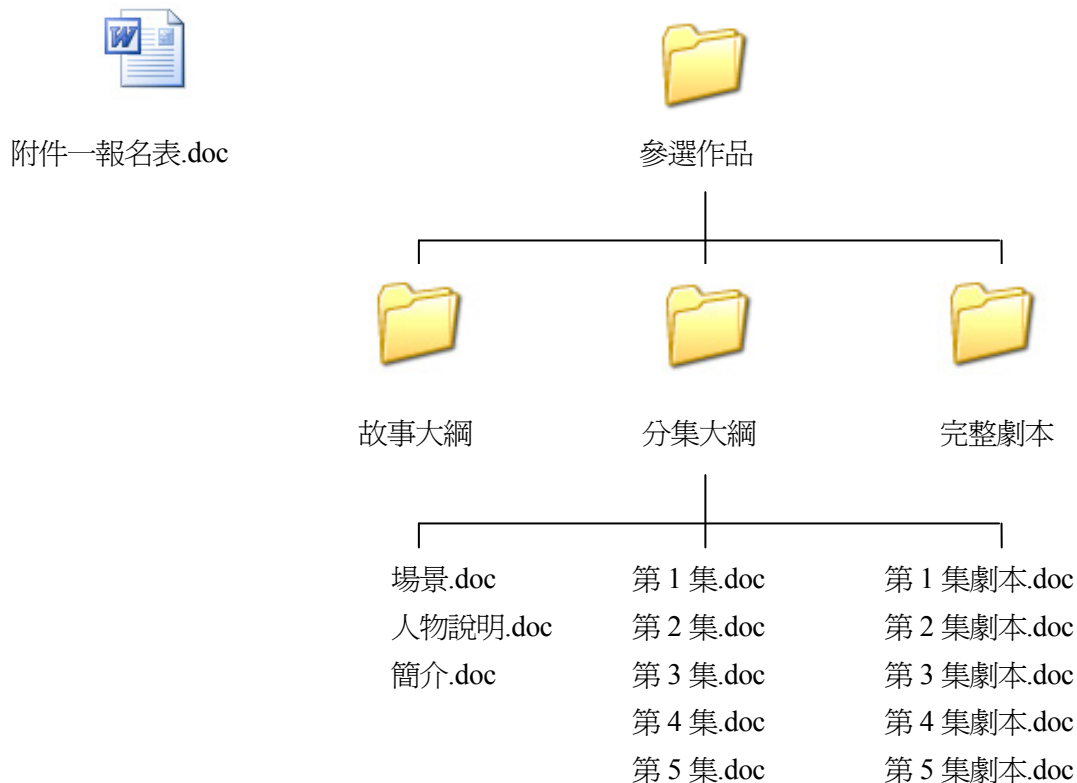 附件一報名表.doc
參選作品
故事大綱
分集大綱
完整劇本
場景.doc
人物說明.doc
簡介.doc
第 1 集.doc
第 2 集.doc
第 3 集.doc
第 4 集.doc
第 5 集.doc
第 1 集劇本.doc
第 2 集劇本.doc
第 3 集劇本.doc
第 4 集劇本.doc
第 5 集劇本.doc